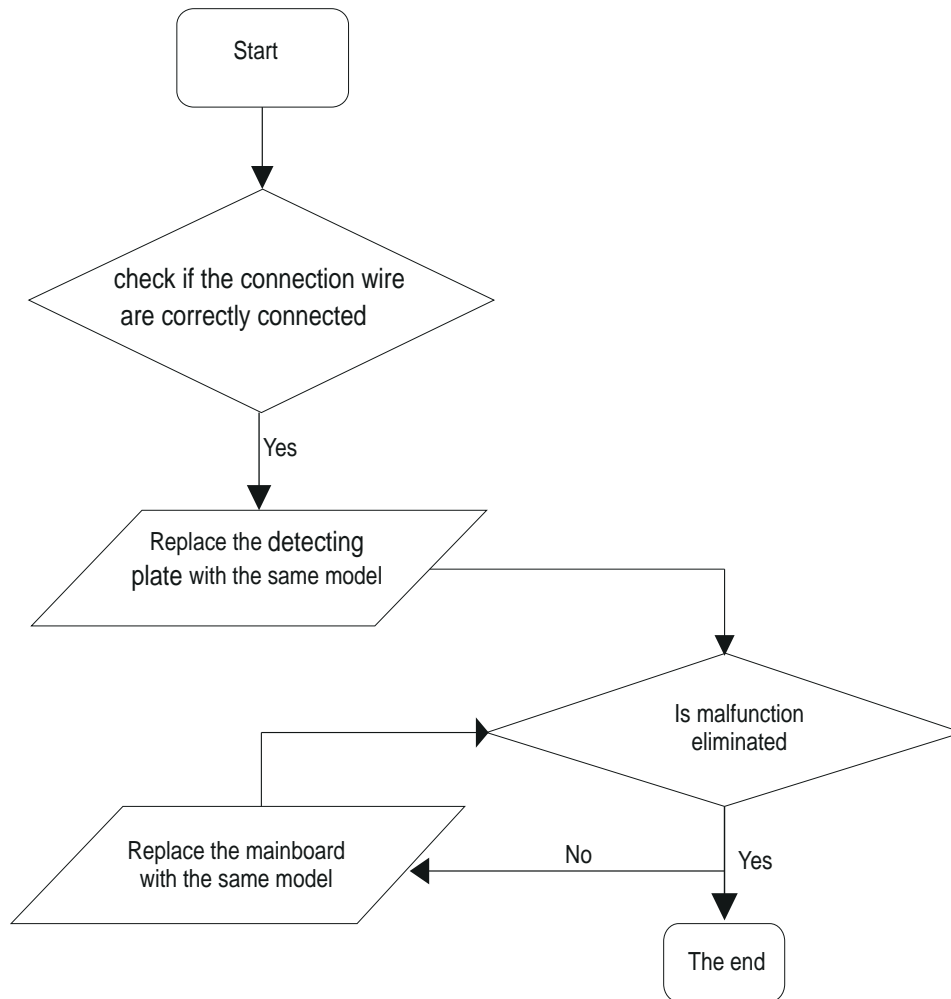 Start
check if the connection wire
are correctly connected
Yes
Replace the detecting
plate with the same model
Is malfunction
eliminated
Replace the mainboard
with the same model
No
Yes
The end